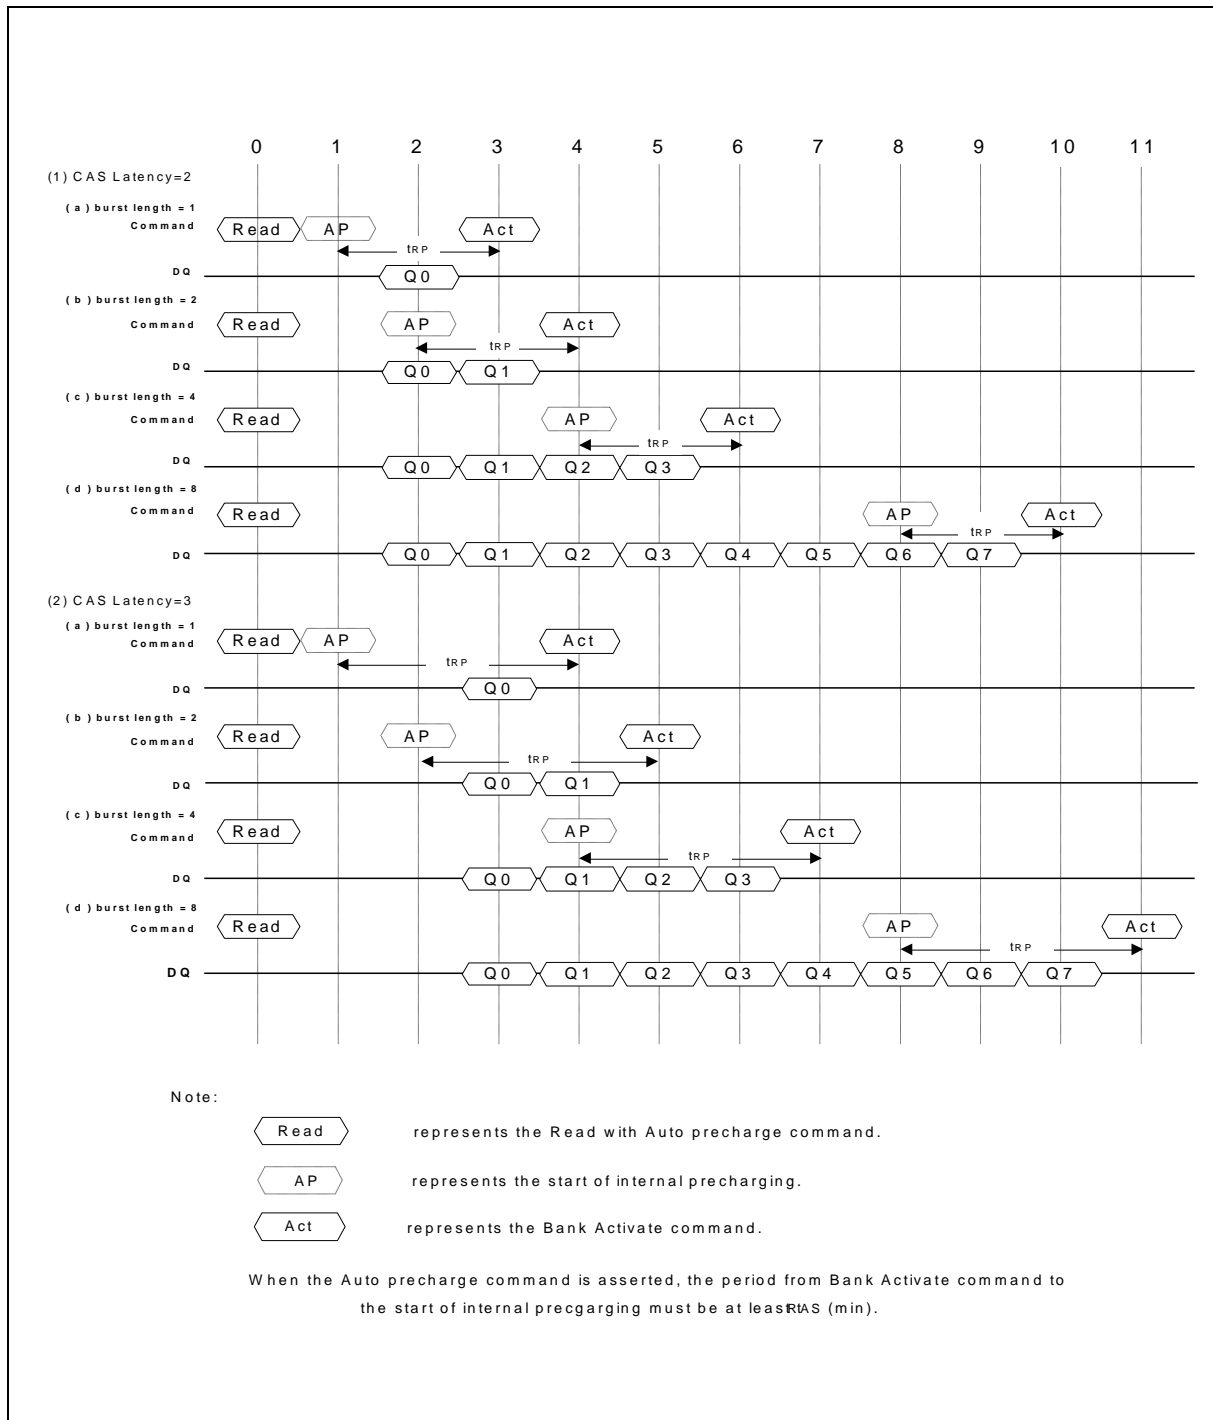 0 1 2 3 4 5 6 7 8 9 10 11
(1) CAS Latency=2
(a) burst length = 1
Command Read AP Act
tRP
DQ Q0
(b) burst length = 2
Command Read AP Act
tRP
DQ Q0 Q1
(c) burst length = 4
Command Read AP Act
tRP
DQ Q0 Q1 Q2 Q3
(d) burst length = 8
Command Read AP Act
tRP
DQ Q0 Q1 Q2 Q3 Q4 Q5 Q6 Q7
(2) CAS Latency=3
(a) burst length = 1
Command Read AP Act
tRP
DQ Q0
(b) burst length = 2
Command Read AP Act
tRP
DQ Q0 Q1
(c) burst length = 4
Command Read AP Act
tRP
DQ Q0 Q1 Q2 Q3
(d) burst length = 8
Command Read AP Act
tRP
DQ Q0 Q1 Q2 Q3 Q4 Q5 Q6 Q7
Note:
Read represents the Read with Auto precharge command.
AP represents the start of internal precharging.
Act represents the Bank Activate command.
When the Auto precharge command is asserted, the period from Bank Activate command to
the start of internal precgarging must be at least tRAS (min).